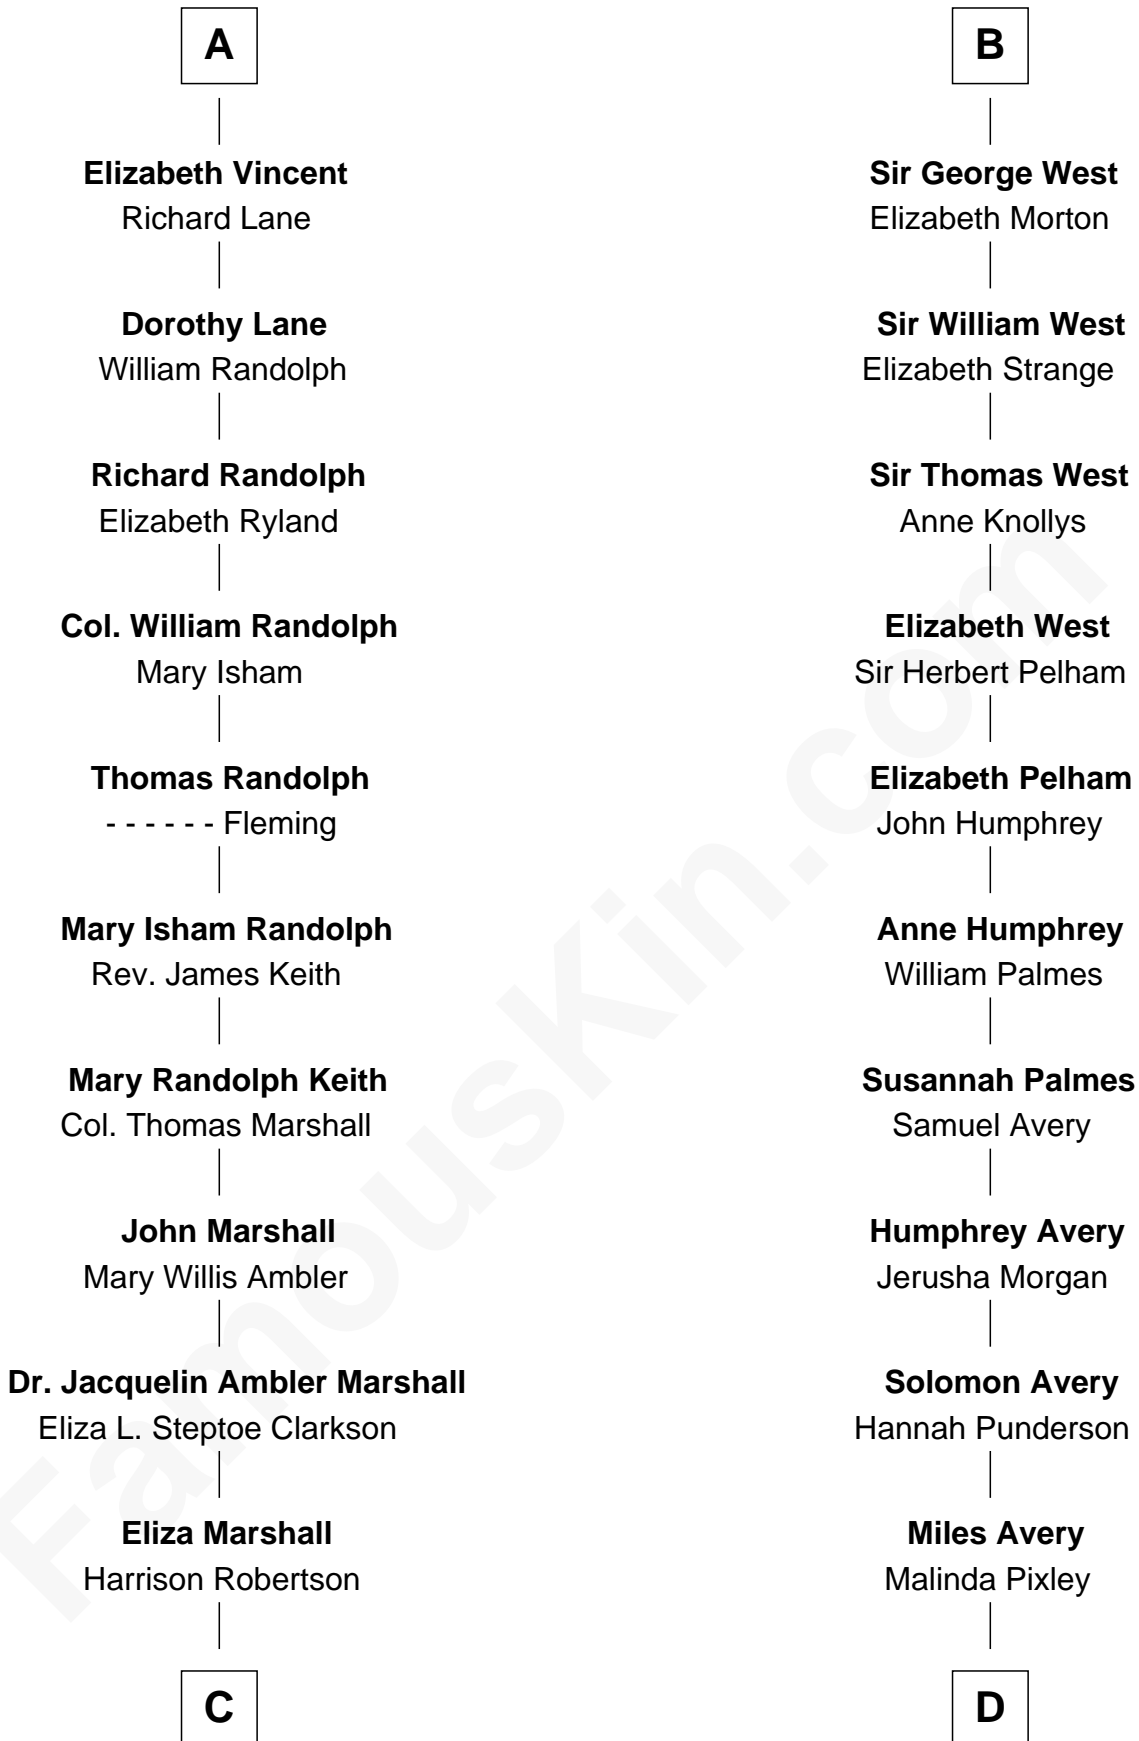 A
Elizabeth Vincent
Richard Lane
Dorothy Lane
William Randolph
Richard Randolph
Elizabeth Ryland
Col. William Randolph
Mary Isham
Thomas Randolph
- - - - - - Fleming
Mary Isham Randolph
Rev. James Keith
Mary Randolph Keith
Col. Thomas Marshall
John Marshall
Mary Willis Ambler
Dr. Jacquelin Ambler Marshall
Eliza L. Steptoe Clarkson
Eliza Marshall
Harrison Robertson
C
B
Sir George West
Elizabeth Morton
Sir William West
Elizabeth Strange
Sir Thomas West
Anne Knollys
Elizabeth West
Sir Herbert Pelham
Elizabeth Pelham
John Humphrey
Anne Humphrey
William Palmes
Susannah Palmes
Samuel Avery
Humphrey Avery
Jerusha Morgan
Solomon Avery
Hannah Punderson
Miles Avery
Malinda Pixley
D
FamousKin.com